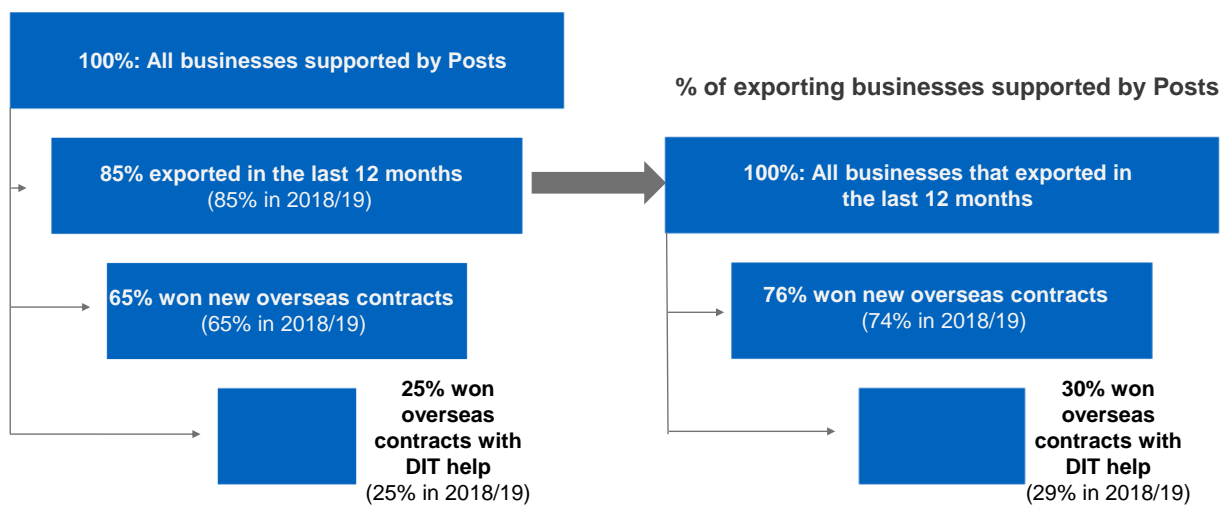 100%: All businesses supported by Posts
85% exported in the last 12 months
(85% in 2018/19)
65% won new overseas contracts
(65% in 2018/19)
25% won
overseas
contracts with
DIT help
(25% in 2018/19)
% of exporting businesses supported by Posts
100%: All businesses that exported in
the last 12 months
76% won new overseas contracts
(74% in 2018/19)
30% won
overseas
contracts with
DIT help
(29% in 2018/19)